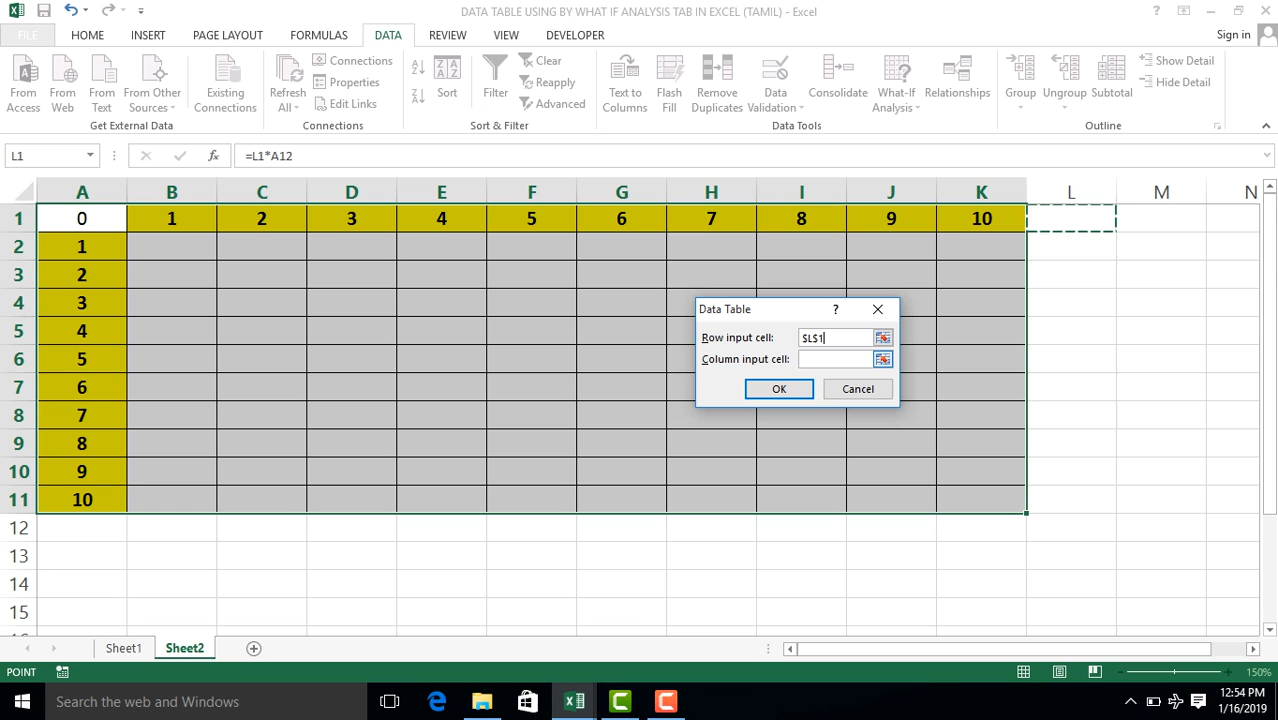 DATA TABLE USING BY WHAT IF ANALYSIS TAB IN EXCEL (TAMIL) - Excel
?
FILE HOME INSERT PAGE LAYOUT FORMULAS DATA REVIEW VIEW DEVELOPER Sign in
From Access
From Web
From Text
From Other Sources
Get External Data
Existing Connections
Refresh All
Connections
Properties
Edit Links
Connections
Sort
Filter
Clear
Reapply
Advanced
Sort & Filter
Text to Columns
Flash Fill
Remove Duplicates
Data Validation
Consolidate
What-If Analysis
Relationships
Data Tools
Group
Ungroup
Subtotal
Show Detail
Hide Detail
Outline
L1 fx =L1*A12
A B C D E F G H I J K L M N
1 0 1 2 3 4 5 6 7 8 9 10
2 1
3 2
4 3
5 4
6 5
7 6
8 7
9 8
10 9
11 10
12
13
14
15
Data Table ?
Row input cell: $L$1
Column input cell:
OK Cancel
Sheet1 Sheet2
POINT 150%
Search the web and Windows
12:54 PM
1/16/2019